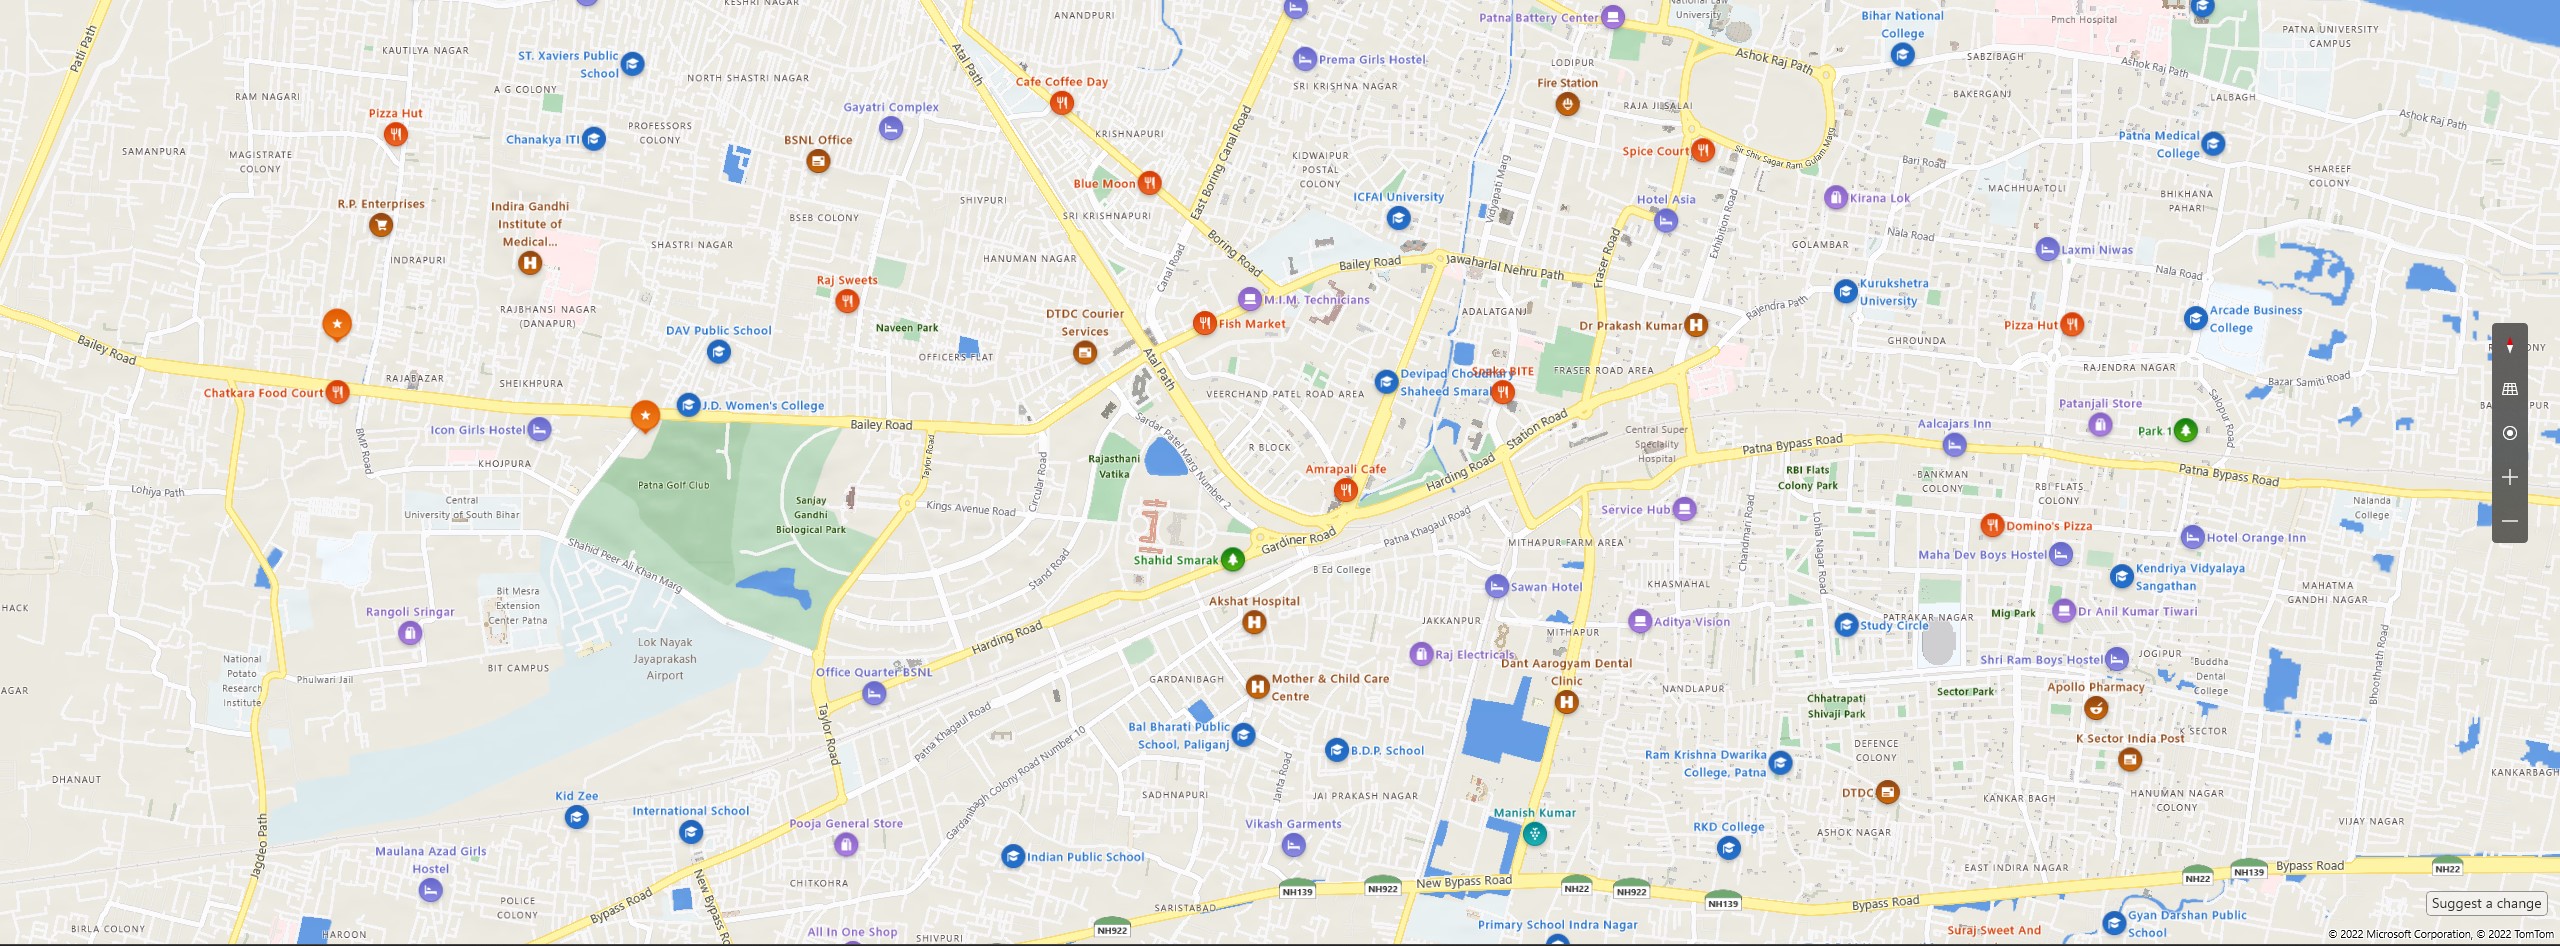 KESHRI NAGAR
ANANDPURI
Patna Battery Center
National Law
University
Bihar National
College
Pmch Hospital
PATNA UNIVERSITY
CAMPUS
Patli Path
KAUTILYA NAGAR
ST. Xaviers Public
School
NORTH SHASTRI NAGAR
Atal Path
Cafe Coffee Day
Prema Girls Hostel
SRI KRISHNA NAGAR
LODIPUR
Fire Station
Ashok Raj Path
SABZIBAGH
Ashok Raj Path
RAM NAGARI
A G COLONY
Pizza Hut
Gayatri Complex
RAJA JI SALAI
BAKERGANJ
LALBAGH
Ashok Raj Path
Chanakya ITI
PROFESSORS
COLONY
BSNL Office
KRISHNAPURI
East Boring Canal Road
KIDWAIPUR
POSTAL
COLONY
Spice Court
Sir Shiv Sagar Ram Gulam Marg
Patna Medical
College
SAMANPURA
MAGISTRATE
COLONY
Blue Moon
Vidyapati Marg
Bari Road
SHAREEF
COLONY
R.P. Enterprises
Indira Gandhi
Institute of
Medical...
SHIVPURI
BSEB COLONY
SRI KRISHNAPURI
ICFAI University
Hotel Asia
Exhibition Road
Kirana Lok
MACHHUA TOLI
BHIKHANA
PAHARI
INDRAPURI
SHASTRI NAGAR
HANUMAN NAGAR
Canal Road
Boring Road
Bailey Road
Jawaharlal Nehru Path
Fraser Road
GOLAMBAR
Nala Road
Laxmi Niwas
Nala Road
Raj Sweets
M.I.M. Technicians
Kurukshetra
University
RAJBHANSI NAGAR
(DANAPUR)
DAV Public School
Naveen Park
DTDC Courier
Services
Fish Market
ADALATGANJ
Dr Prakash Kumar
Rajendra Path
Pizza Hut
Arcade Business
College
Bailey Road
OFFICERS FLAT
Atal Path
GHROUNDA
RAJENDRA NAGAR
Chatkara Food Court
RAJABAZAR
SHEIKHPURA
VEERCHAND PATEL ROAD AREA
Devipad Choudhary
Shaheed Smarak
BITE
FRASER ROAD AREA
Bazar Samiti Road
J.D. Women's College
Icon Girls Hostel
BMP Road
Bailey Road
Taylor Road
Sardar Patel Marg Number 2
R BLOCK
Station Road
Central Super
Speciality
Hospital
Patna Bypass Road
Aalcajars Inn
Patanjali Store
Park 1
Salopur Road
KHOJPURA
Lohiya Path
Patna Golf Club
Rajasthani
Vatika
Circular Road
Amrapali Cafe
Harding Road
RBI Flats
Colony Park
BANKMAN
COLONY
RBI FLATS
COLONY
Patna Bypass Road
Central
University of South Bihar
Sanjay
Gandhi
Biological Park
Kings Avenue Road
Service Hub
Chandmari Road
Lohia Nagar Road
Domino's Pizza
Nalanda
College
Shahid Peer Ali Khan Marg
Stand Road
Shahid Smarak
Gardiner Road
Patna Khagaul Road
MITHAPUR FARM AREA
Maha Dev Boys Hostel
Hotel Orange Inn
B Ed College
Sawan Hotel
KHASMAHAL
Kendriya Vidyalaya
Sangathan
MAHATMA
GANDHI NAGAR
Rangoli Sringar
Bit Mesra
Extension
Center Patna
Akshat Hospital
JAKKANPUR
MITHAPUR
Aditya Vision
Study Circle
PATRAKAR NAGAR
Mig Park
Dr Anil Kumar Tiwari
National
Potato
Research
Institute
BIT CAMPUS
Lok Nayak
Jayaprakash
Airport
Harding Road
Raj Electricals
Dant Aarogyam Dental
Clinic
Shri Ram Boys Hostel
JOGIPUR
Buddha
Dental
College
Bhoothnath Road
Phulwari Jail
Office Quarter BSNL
GARDANIBAGH
Mother & Child Care
Centre
NANDLAPUR
Chhatrapati
Shivaji Park
Sector Park
Apollo Pharmacy
Taylor Road
Patna Khagaul Road
Bal Bharati Public
School, Paliganj
B.D.P. School
Ram Krishna Dwarika
College, Patna
DEFENCE
COLONY
K Sector India Post
K SECTOR
DHANAUT
Gardanibagh Colony Road Number 10
SADHNAPURI
Janta Road
JAI PRAKASH NAGAR
DTDC
KANKAR BAGH
HANUMAN NAGAR
COLONY
KANKARBAGH
Kid Zee
International School
Pooja General Store
Vikash Garments
Manish Kumar
RKD College
ASHOK NAGAR
VIJAY NAGAR
Jagdeo Path
Maulana Azad Girls
Hostel
Indian Public School
EAST INDIRA NAGAR
CHITKOHRA
NH139
NH922
New Bypass Road
NH22
NH922
NH139
Bypass Road
NH22
NH139
Bypass Road
NH22
POLICE
COLONY
Bypass Road
SARISTABAD
Suggest a change
BIRLA COLONY
HAROON
All In One Shop
SHIVPURI
NH922
Primary School Indra Nagar
Suraj Sweet And
Gyan Darshan Public
School
© 2022 Microsoft Corporation, © 2022 TomTom